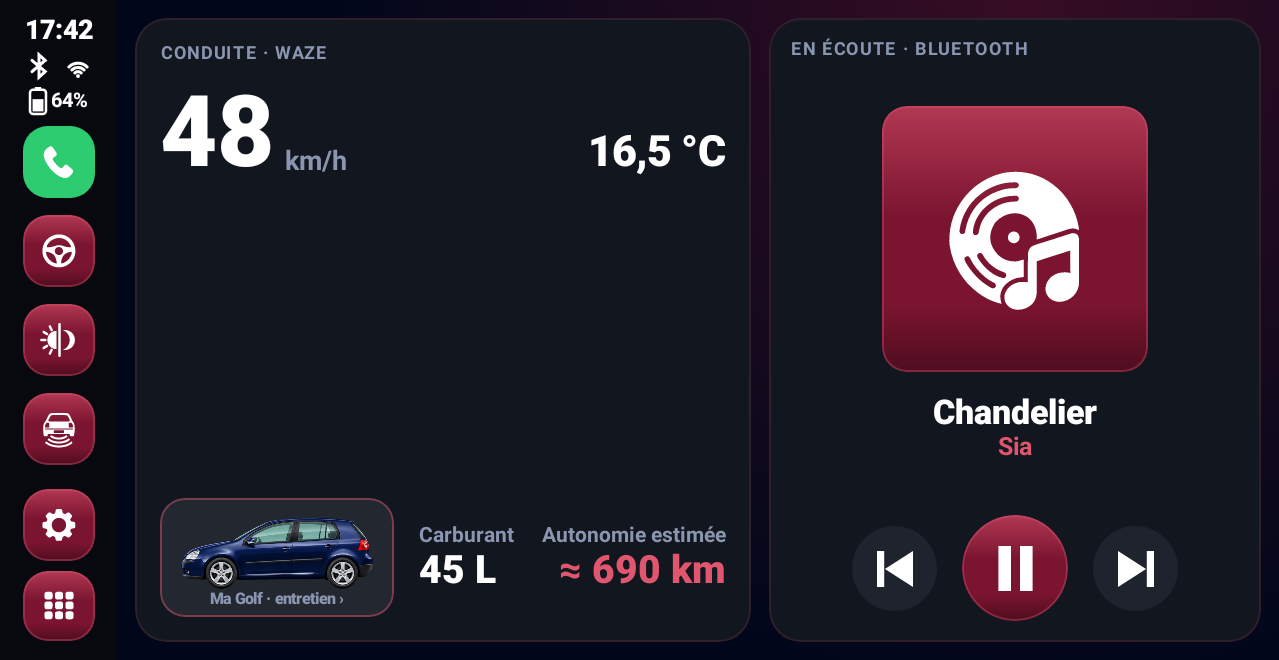 17:42
64%
CONDUITE · WAZE
48 km/h
16,5 °C
Ma Golf · entretien ›
Carburant
45 L
Autonomie estimée
≈ 690 km
EN ÉCOUTE · BLUETOOTH
Chandelier
Sia